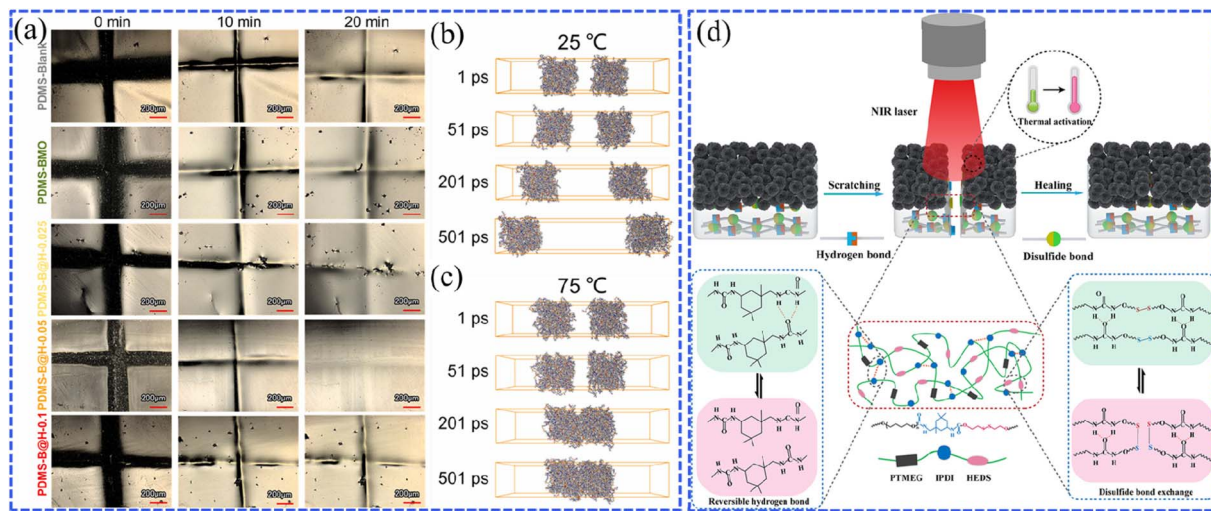 (a)
0 min
10 min
20 min
PDMS-Blank
200μm
200μm
200μm
PDMS-BMO
200μm
200μm
200μm
PDMS-B@H-0.025
200μm
200μm
200μm
PDMS-B@H-0.05
200μm
200μm
200μm
PDMS-B@H-0.1
200μm
200μm
200μm
(b)
25 ℃
1 ps
51 ps
201 ps
501 ps
(c)
75 ℃
1 ps
51 ps
201 ps
501 ps
(d)
NIR laser
Thermal activation
Scratching
Healing
Hydrogen bond
Disulfide bond
PTMEG
IPDI
HEDS
Reversible hydrogen bond
Disulfide bond exchange